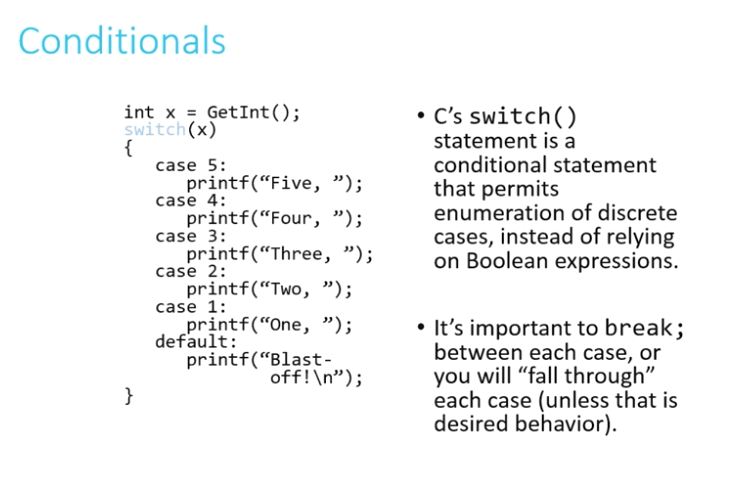 Conditionals
int x = GetInt();
switch(x)
{
case 5:
printf(“Five, ”);
case 4:
printf(“Four, ”);
case 3:
printf(“Three, ”);
case 2:
printf(“Two, ”);
case 1:
printf(“One, ”);
default:
printf(“Blast-
off!\n”);
}
• C’s switch()
statement is a
conditional statement
that permits
enumeration of discrete
cases, instead of relying
on Boolean expressions.
• It’s important to break;
between each case, or
you will “fall through”
each case (unless that is
desired behavior).